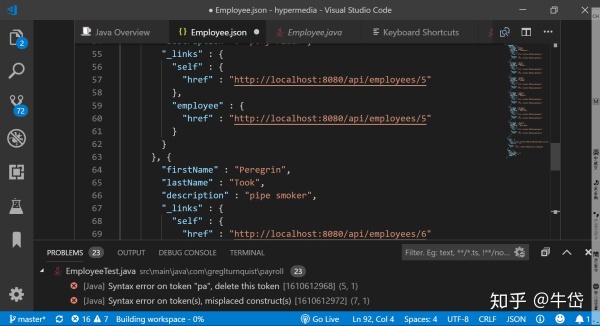 Employee.json - hypermedia - Visual Studio Code
Java Overview
Employee.json
Employee.java
Keyboard Shortcuts
55 "_links" : {
56 "self" : {
57 "href" : "http://localhost:8080/api/employees/5"
58 },
59 "employee" : {
60 "href" : "http://localhost:8080/api/employees/5"
61 }
62 }
63 }, {
64 "firstName" : "Peregrin",
65 "lastName" : "Took",
66 "description" : "pipe smoker",
67 "_links" : {
68 "self" : {
69 "href" : "http://localhost:8080/api/employees/6"
2
72
PROBLEMS 23 OUTPUT DEBUG CONSOLE TERMINAL
Filter. Eg: text, **/*.ts, !**/no...
EmployeeTest.java src\main\java\com\gregturnquist\payroll 23
[Java] Syntax error on token "pa", delete this token [1610612968] (5, 1)
[Java] Syntax error on token(s), misplaced construct(s) [1610612972] (7, 1)
知乎 @牛岱
master* 16 7 Building workspace - 0% Go Live Ln 92, Col 4 Spaces: 4 UTF-8 CRLF JSON 1